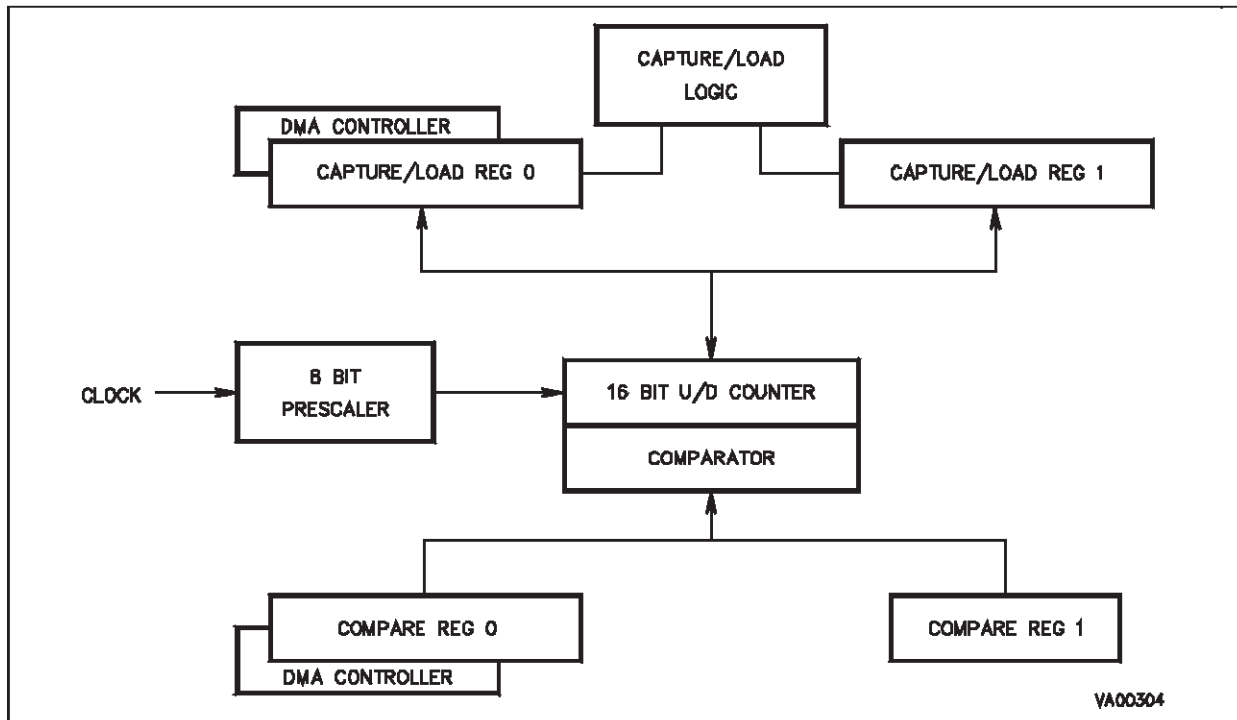 CAPTURE/LOAD
LOGIC
DMA CONTROLLER
CAPTURE/LOAD REG 0
CAPTURE/LOAD REG 1
CLOCK
8 BIT
PRESCALER
16 BIT U/D COUNTER
COMPARATOR
COMPARE REG 0
COMPARE REG 1
DMA CONTROLLER
VA00304